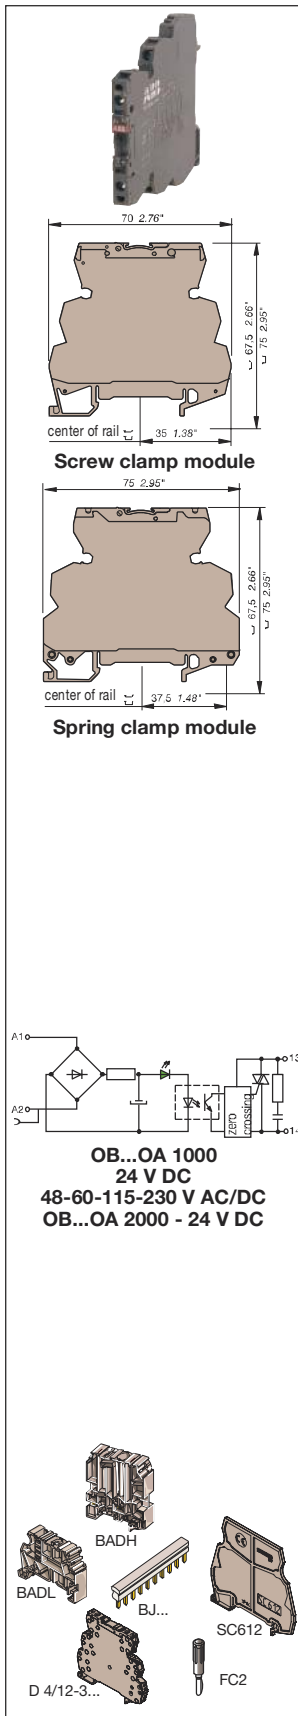 ABB
70 2.76"
67,5 2.66"
75 2.95"
center of rail
35 1.38"
Screw clamp module
75 2.95"
67,5 2.66"
75 2.95"
center of rail
37,5 1.48"
Spring clamp module
A1
A2
zero
crossing
13
14
OB...OA 1000
24 V DC
48-60-115-230 V AC/DC
OB...OA 2000 - 24 V DC
BADH
BADL
BJ...
SC612
SC612
D 4/12-3...
FC2